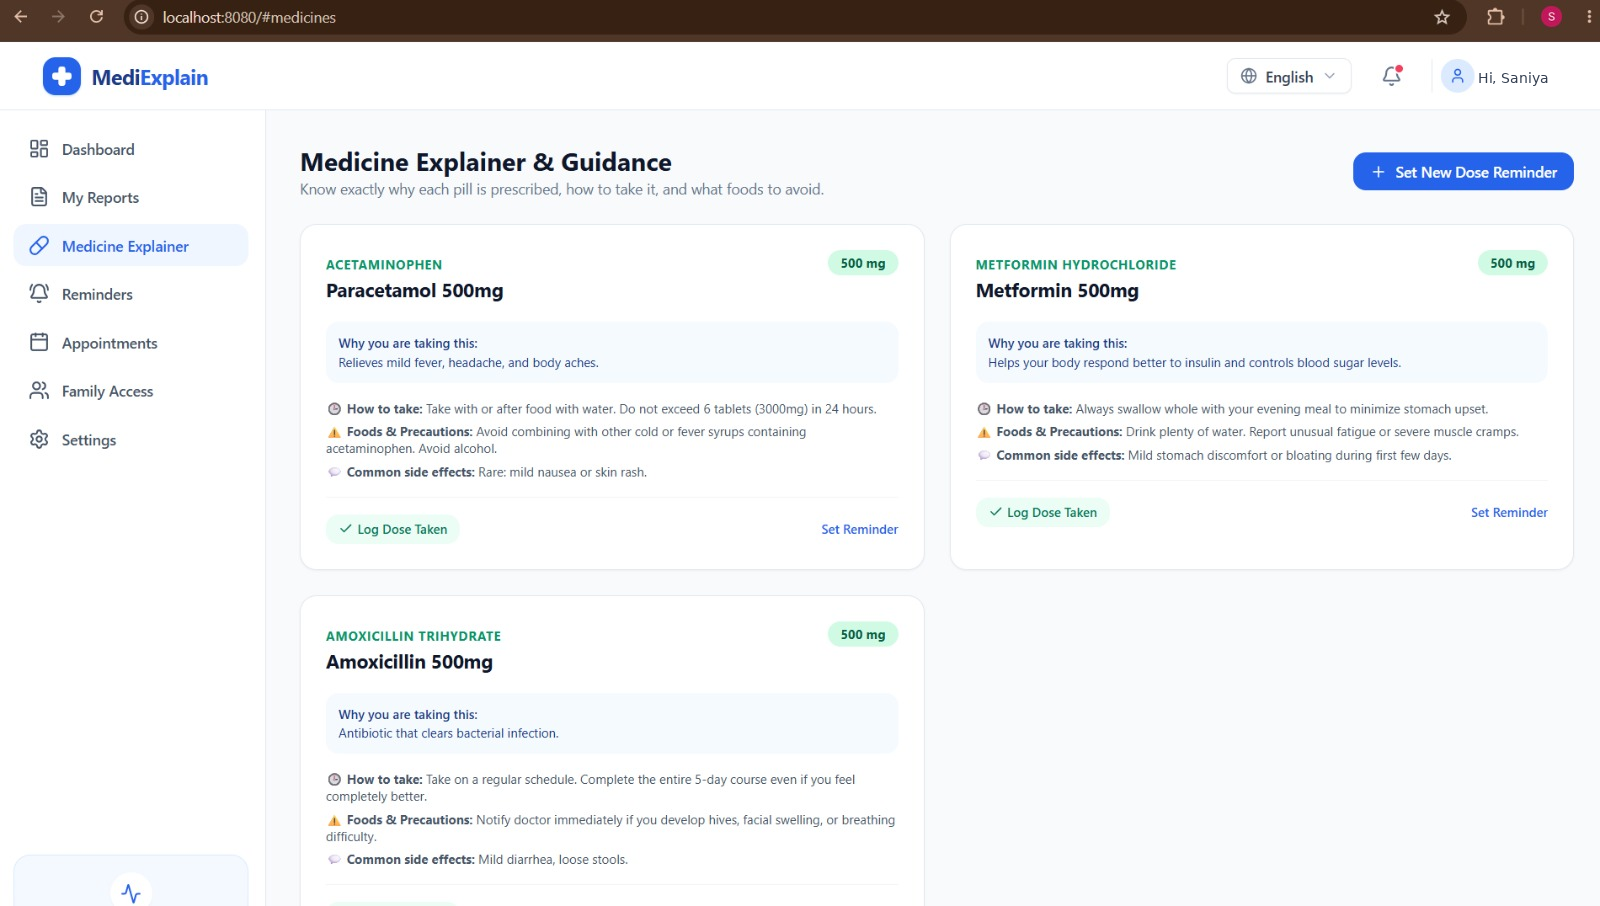 localhost:8080/#medicines
S
MediExplain
English
Hi, Saniya
Dashboard
My Reports
Medicine Explainer
Reminders
Appointments
Family Access
Settings
Medicine Explainer & Guidance
Know exactly why each pill is prescribed, how to take it, and what foods to avoid.
+ Set New Dose Reminder
ACETAMINOPHEN
500 mg
Paracetamol 500mg
Why you are taking this:
Relieves mild fever, headache, and body aches.
How to take: Take with or after food with water. Do not exceed 6 tablets (3000mg) in 24 hours.
Foods & Precautions: Avoid combining with other cold or fever syrups containing
acetaminophen. Avoid alcohol.
Common side effects: Rare: mild nausea or skin rash.
Log Dose Taken
Set Reminder
METFORMIN HYDROCHLORIDE
500 mg
Metformin 500mg
Why you are taking this:
Helps your body respond better to insulin and controls blood sugar levels.
How to take: Always swallow whole with your evening meal to minimize stomach upset.
Foods & Precautions: Drink plenty of water. Report unusual fatigue or severe muscle cramps.
Common side effects: Mild stomach discomfort or bloating during first few days.
Log Dose Taken
Set Reminder
AMOXICILLIN TRIHYDRATE
500 mg
Amoxicillin 500mg
Why you are taking this:
Antibiotic that clears bacterial infection.
How to take: Take on a regular schedule. Complete the entire 5-day course even if you feel
completely better.
Foods & Precautions: Notify doctor immediately if you develop hives, facial swelling, or breathing
difficulty.
Common side effects: Mild diarrhea, loose stools.